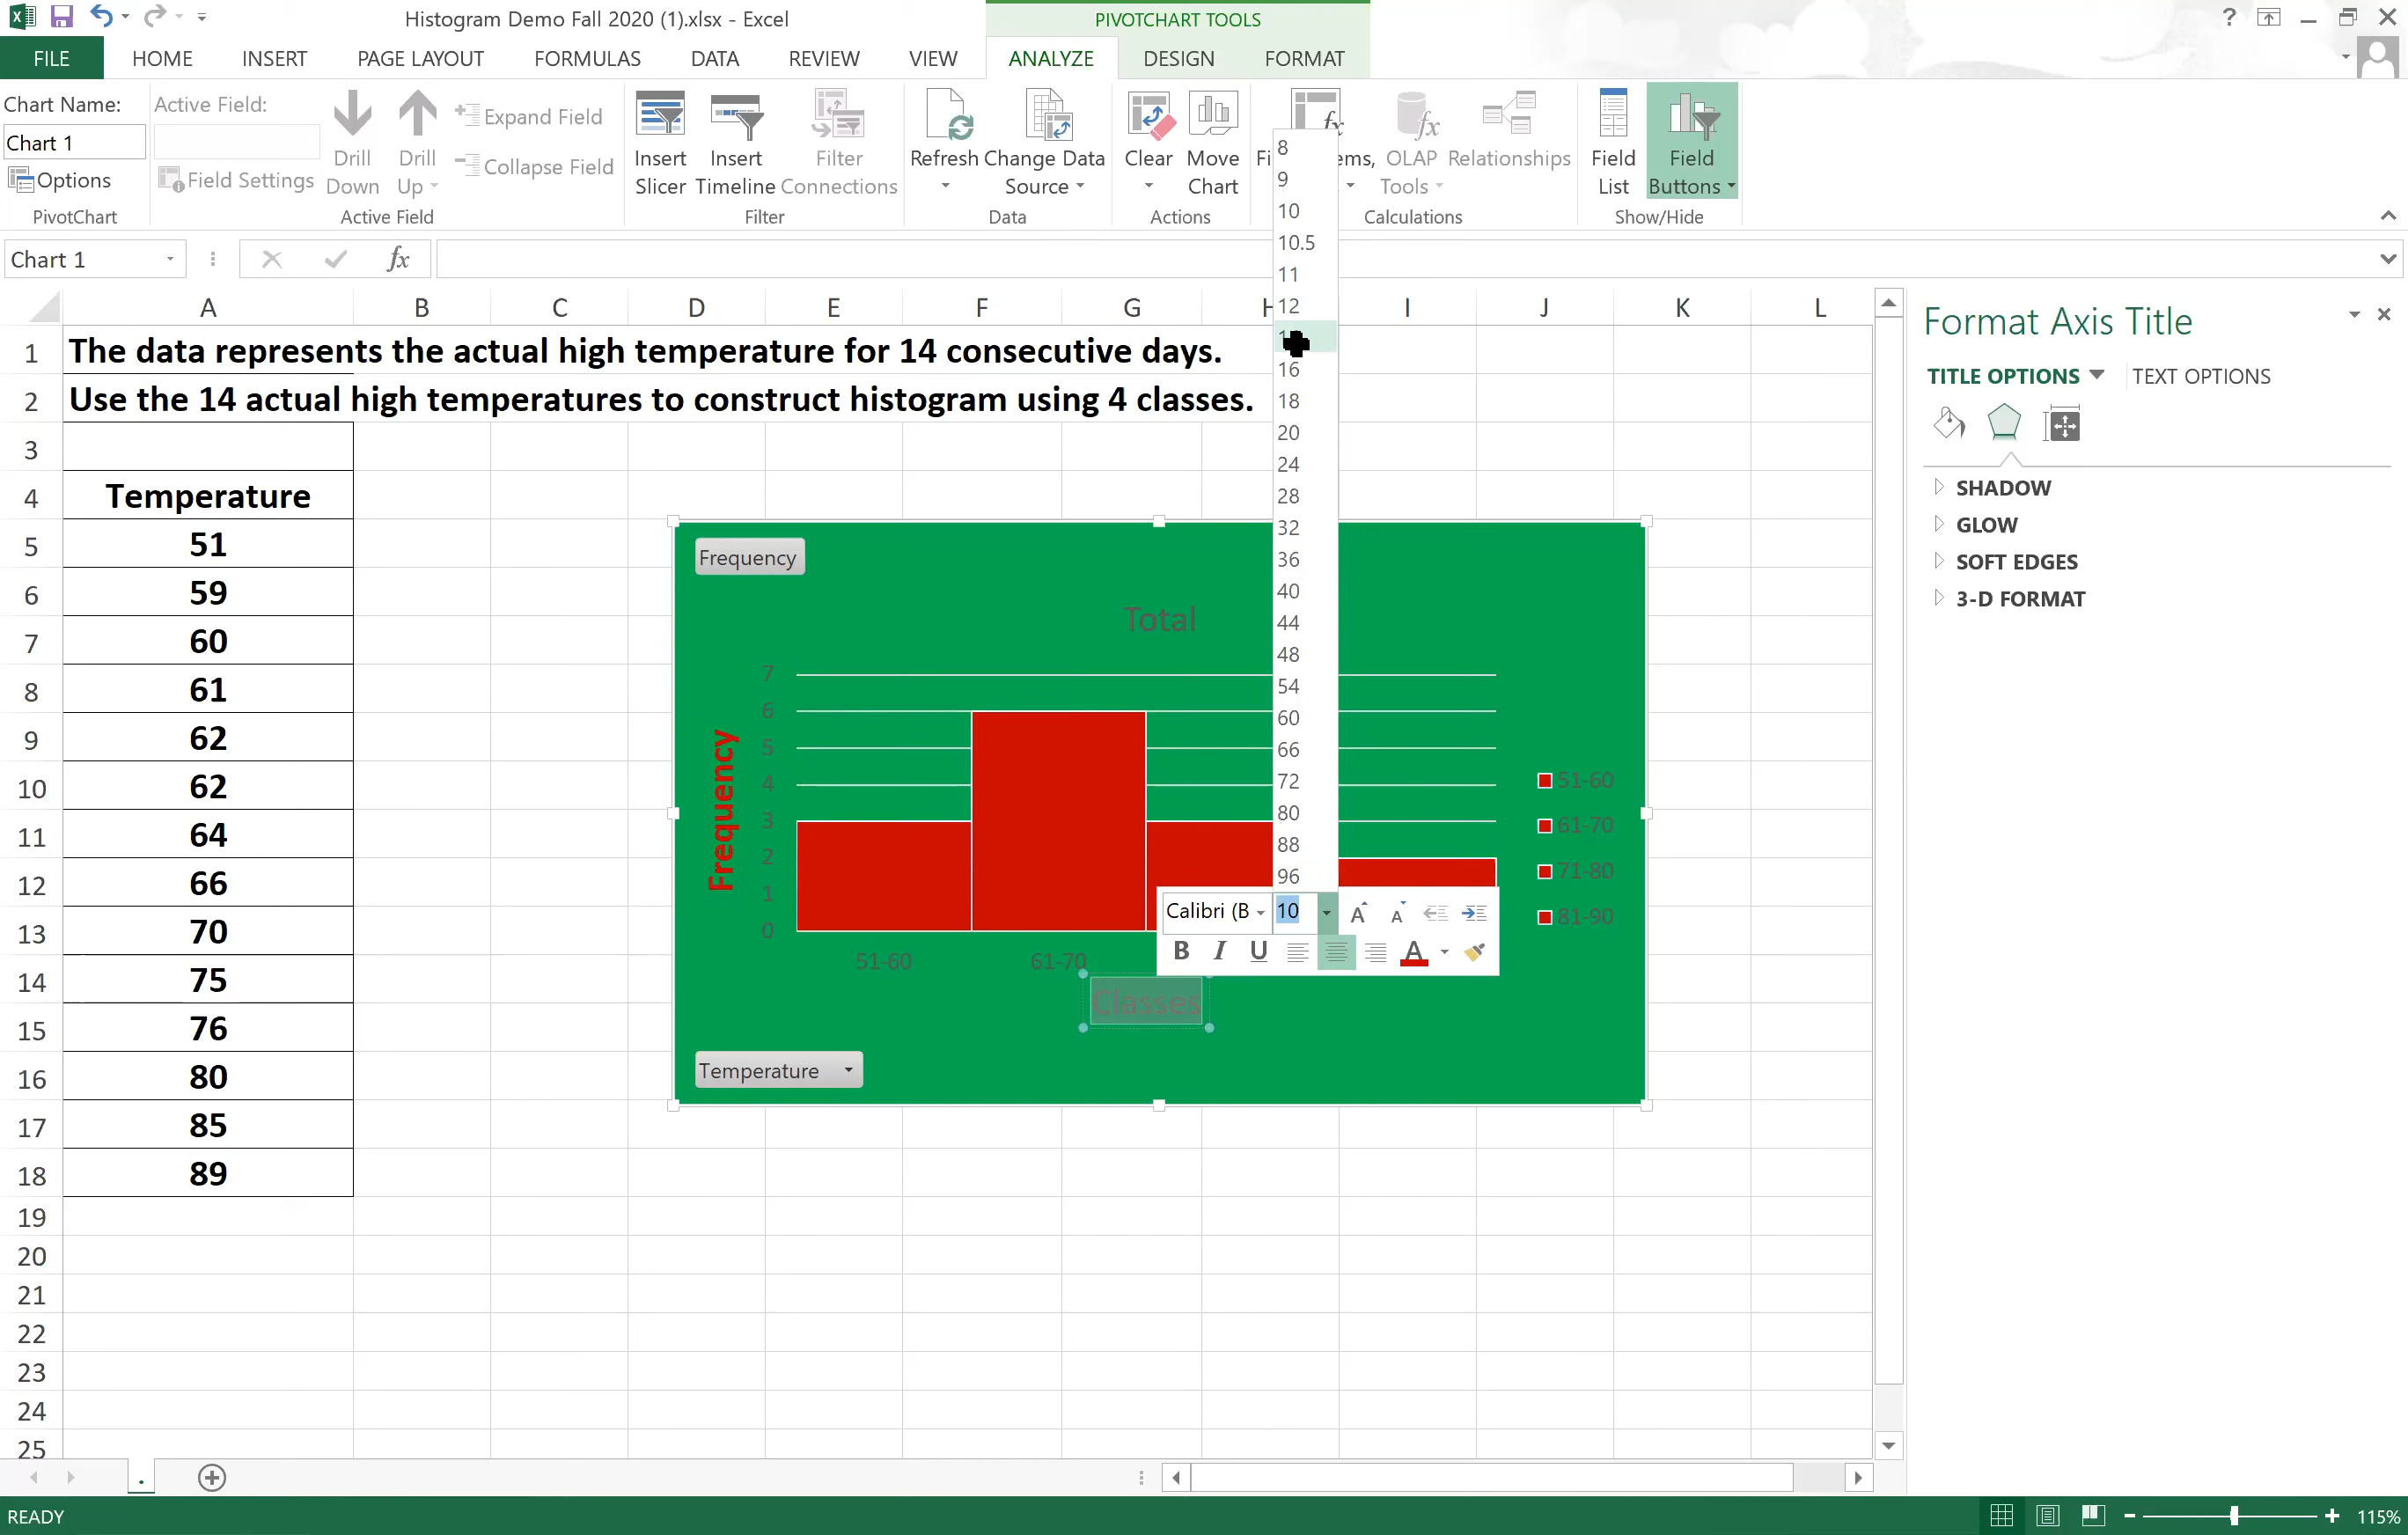 Histogram Demo Fall 2020 (1).xlsx - Excel
PIVOTCHART TOOLS
?
FILE HOME INSERT PAGE LAYOUT FORMULAS DATA REVIEW VIEW ANALYZE DESIGN FORMAT
Chart Name:
Chart 1
Options
PivotChart
Active Field:
Field Settings
Drill Down
Drill Up
Expand Field
Collapse Field
Active Field
Insert Slicer
Insert Timeline
Filter Connections
Filter
Refresh
Change Data Source
Data
Clear
Move Chart
Actions
OLAP Tools
Relationships
Calculations
Field List
Field Buttons
Show/Hide
Chart 1
fx
A B C D E F G H I J K L
1 The data represents the actual high temperature for 14 consecutive days.
2 Use the 14 actual high temperatures to construct histogram using 4 classes.
3
4 Temperature
5 51
6 59
7 60
8 61
9 62
10 62
11 64
12 66
13 70
14 75
15 76
16 80
17 85
18 89
19
20
21
22
23
24
25
Frequency
Total
7
6
5
4
3
2
1
0
Frequency
51-60 61-70
Classes
Temperature
51-60
61-70
71-80
81-90
8
9
10
10.5
11
12
16
18
20
24
28
32
36
40
44
48
54
60
66
72
80
88
96
Calibri (B 10 A A
B I U A
Format Axis Title
TITLE OPTIONS TEXT OPTIONS
SHADOW
GLOW
SOFT EDGES
3-D FORMAT
.
READY
115%